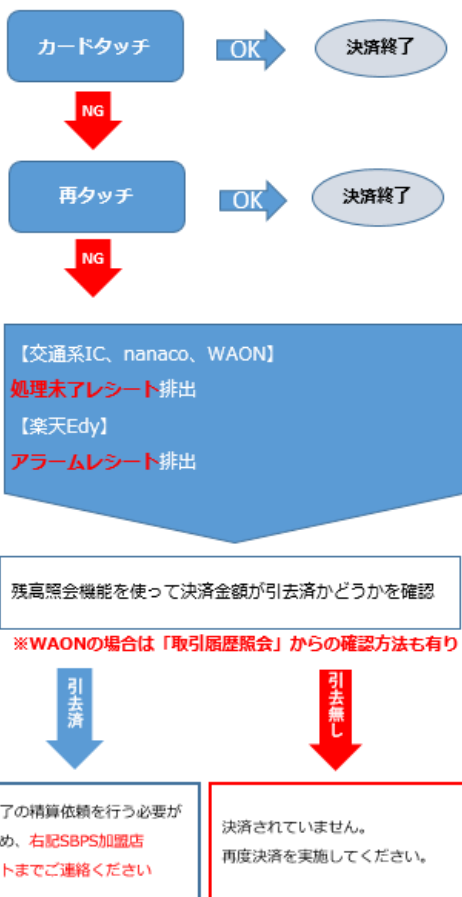 カードタッチ
OK
決済終了
NG
再タッチ
OK
決済終了
NG
【交通系IC、nanaco、WAON】
処理未了レシート排出
【楽天Edy】
アラームレシート排出
残高照会機能を使って決済金額が引去済かどうかを確認
※WAONの場合は「取引履歴照会」からの確認方法も有り
引去済
引去無し
了の精算依頼を行う必要が
め、右記SBPS加盟店
トまでご連絡ください
決済されていません。
再度決済を実施してください。